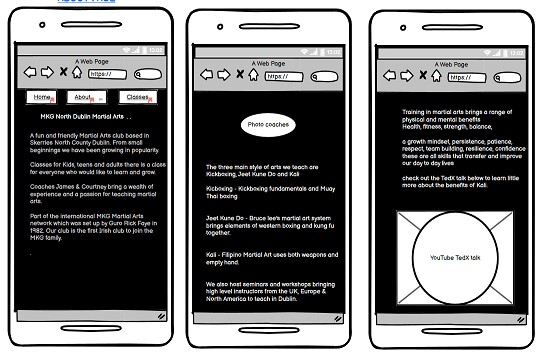 ABOUT PAGE
12:02
A Web Page
https://
Home
About
Classes
MKG North Dublin Martial Arts . .
A fun and friendly Martial Arts club based in
Skerries North County Dublin. From small
beginnings we have been growing in popularity.
Classes for Kids, teens and adults there is a class
for everyone who would like to learn and grow.
Coaches James & Courtney bring a wealth of
experience and a passion for teaching martial
arts.
Part of the international MKG Martial Arts
network which was set up by Guro Rick Faye in
1982. Our club is the first Irish club to join the
MKG family.
.
12:02
A Web Page
https://
Photo coaches
The three main style of arts we teach are
Kickboxing, Jeet Kune Do and Kali
Kickboxing - Kickboxing fundamentals and Muay
Thai boxing
Jeet Kune Do - Bruce lee's martial art system
brings elements of western boxing and kung fu
together.
Kali - Filipino Martial Art uses both weapons and
empty hand.
We also host seminars and workshops bringing
high level instructors from the UK, Europe &
North America to teach in Dublin.
12:02
A Web Page
https://
Training in martial arts brings a range of
physical and mental benefits
Health, fitness, strength, balance,
a growth mindset, persistence, patience,
respect, team building, resilience, confidence
these are all skills that transfer and improve
our day to day lives
check out the TedX talk below to learn little
more about the benefits of Kali.
YouTube TedX talk